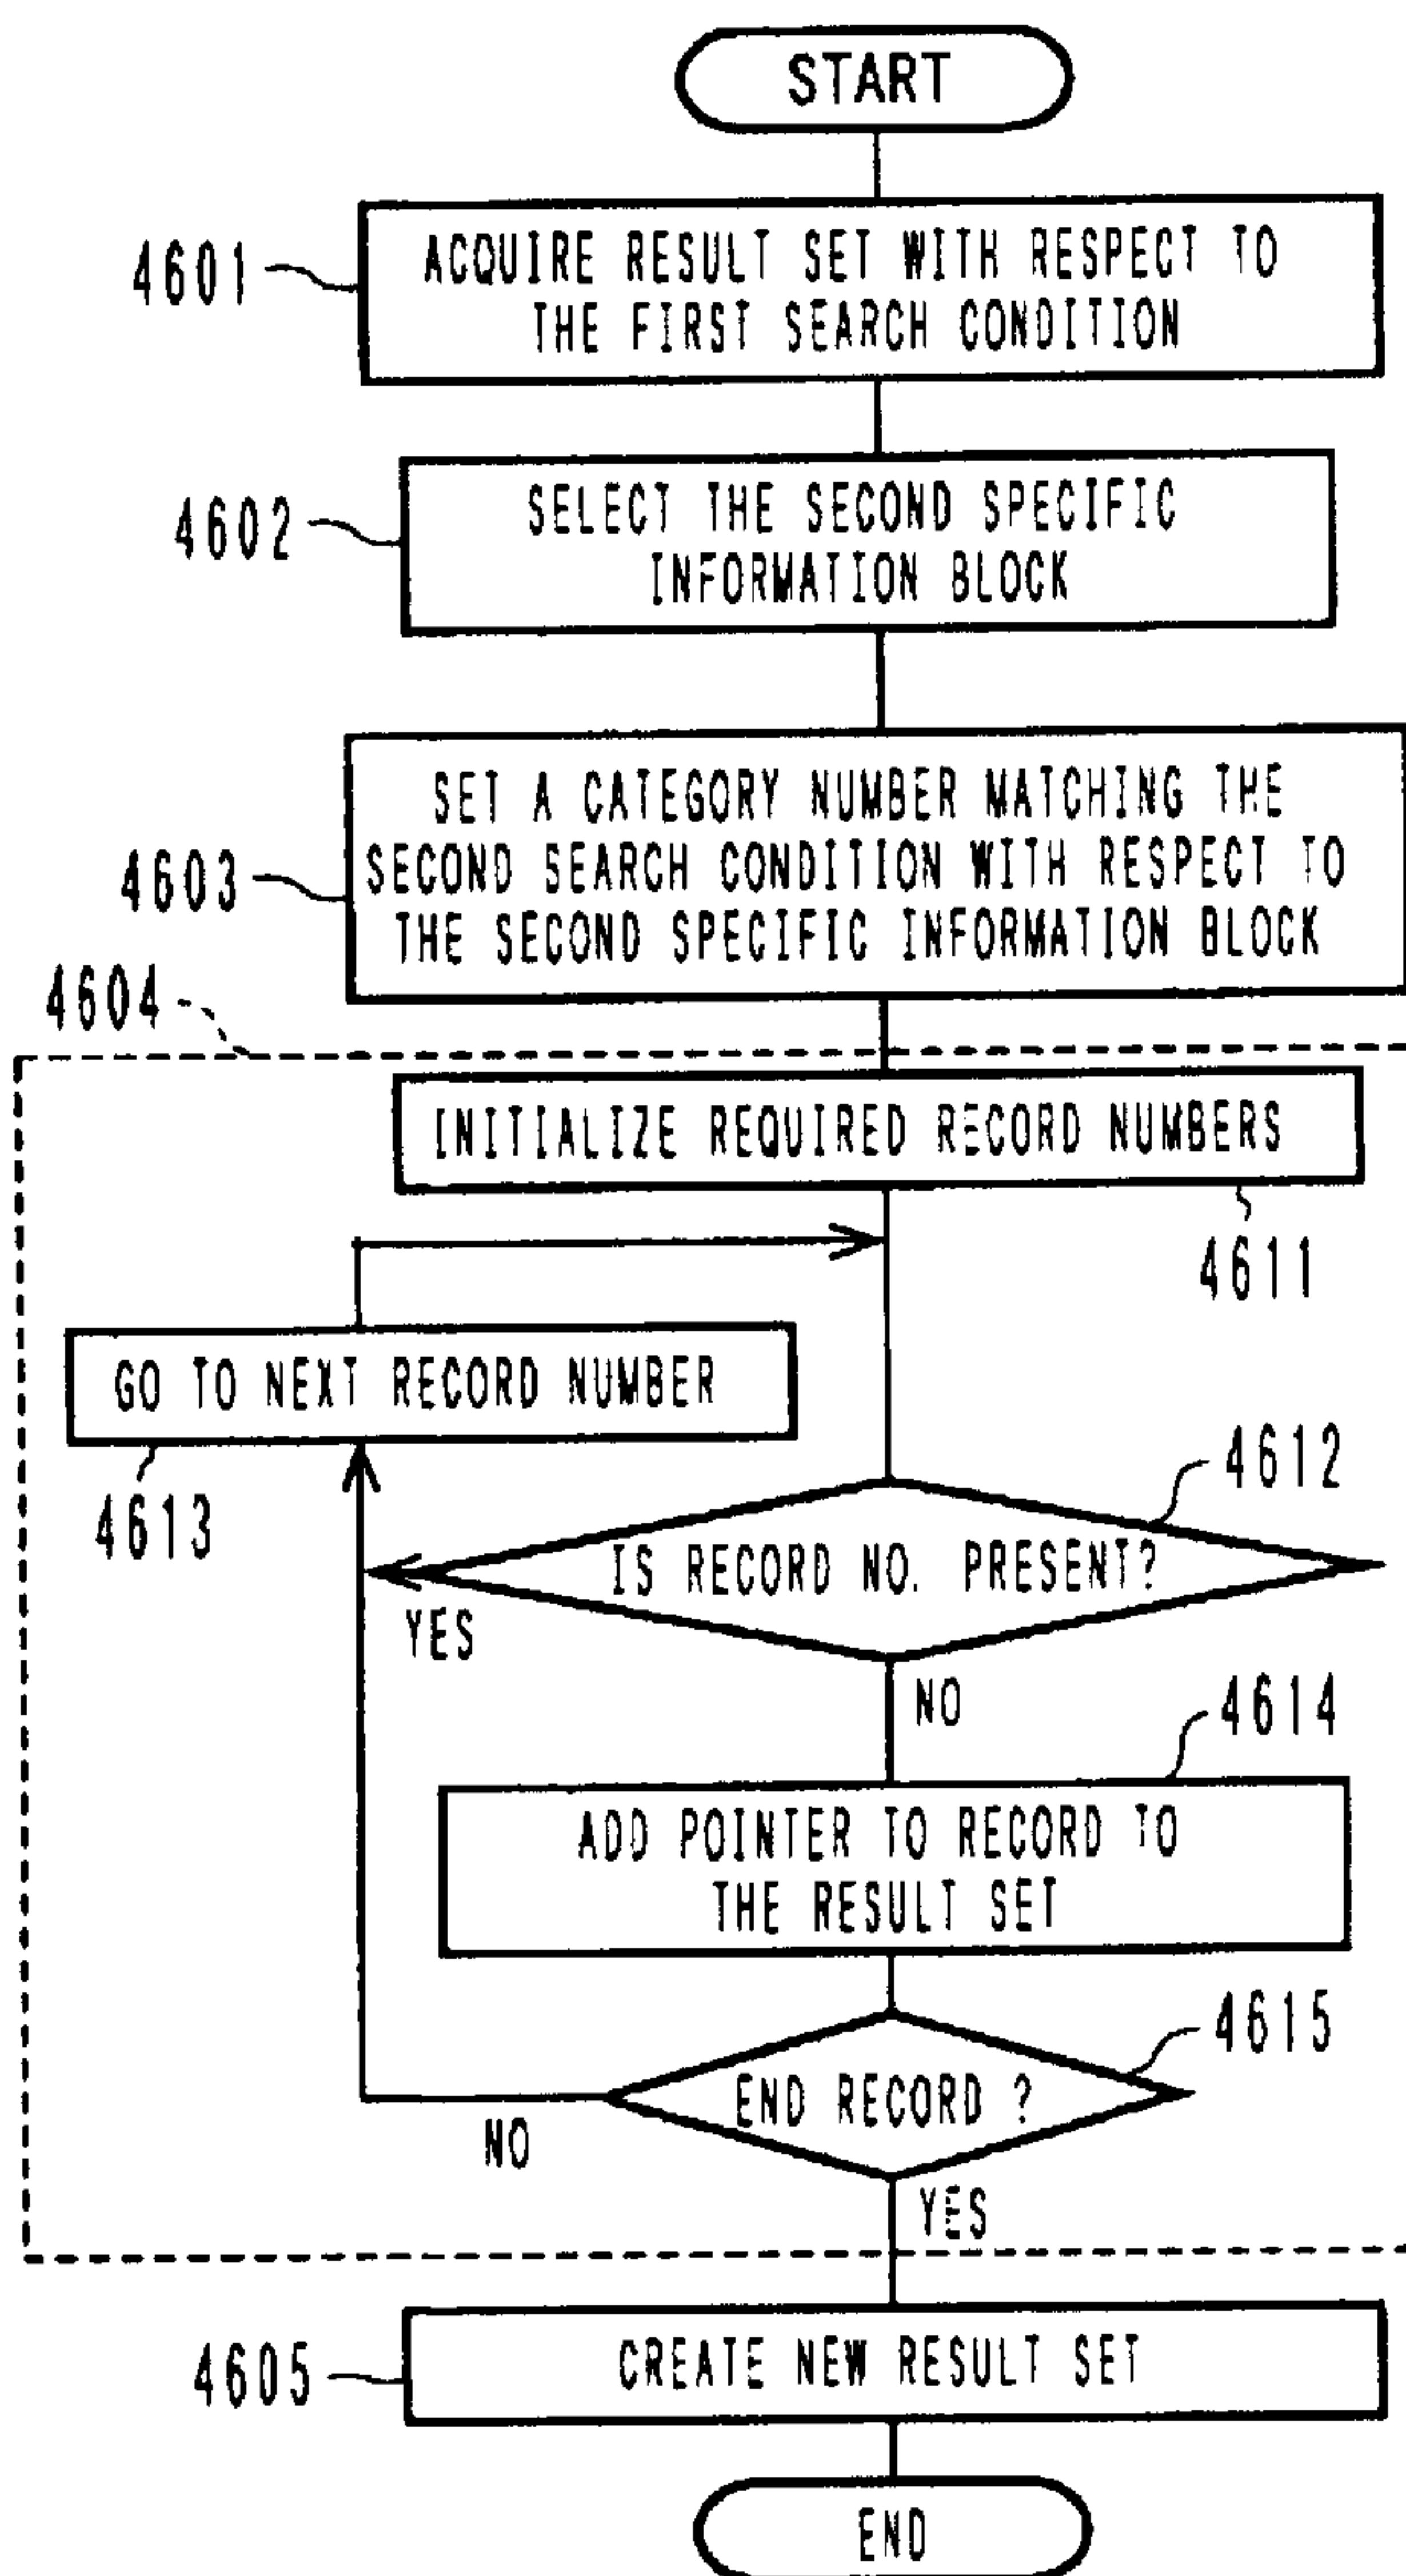 START
4601
ACQUIRE RESULT SET WITH RESPECT TO
THE FIRST SEARCH CONDITION
4602
SELECT THE SECOND SPECIFIC
INFORMATION BLOCK
4603
SET A CATEGORY NUMBER MATCHING THE
SECOND SEARCH CONDITION WITH RESPECT TO
THE SECOND SPECIFIC INFORMATION BLOCK
4604
INITIALIZE REQUIRED RECORD NUMBERS
4611
GO TO NEXT RECORD NUMBER
4613
4612
IS RECORD NO. PRESENT?
YES
NO
4614
ADD POINTER TO RECORD TO
THE RESULT SET
4615
END RECORD ?
NO
YES
4605
CREATE NEW RESULT SET
END